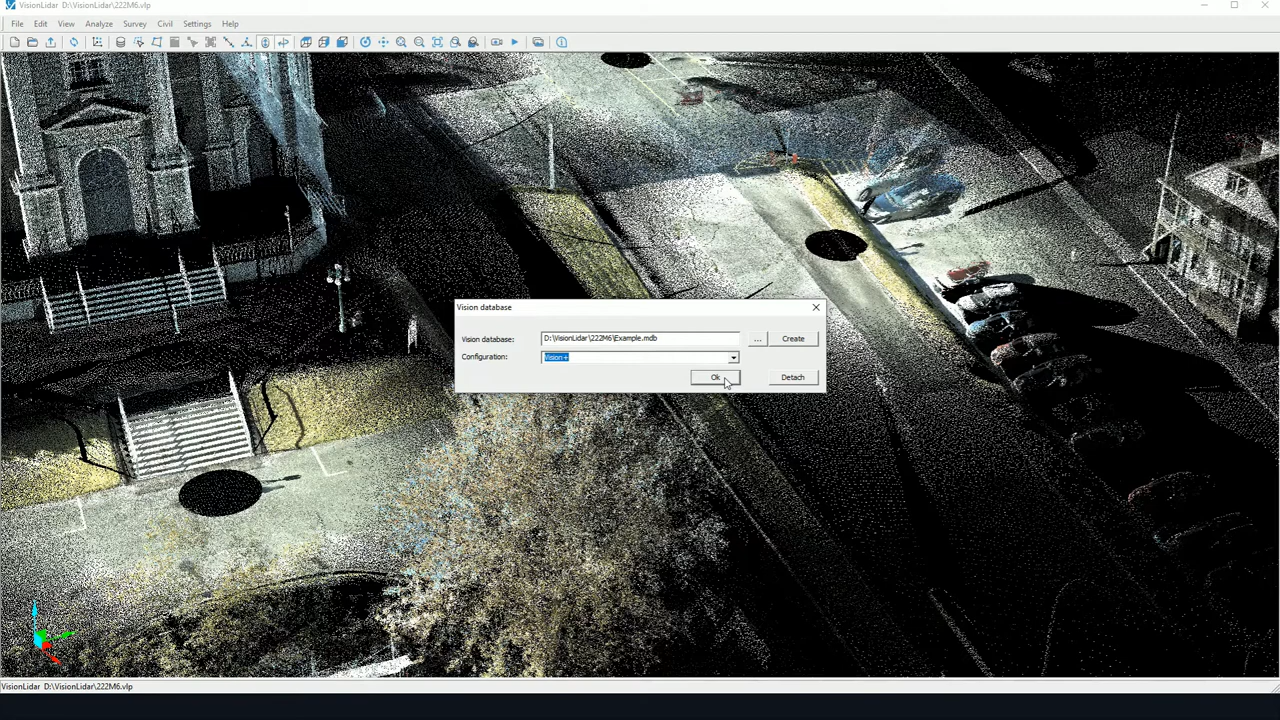 VisionLidar D:\VisionLidar\222M6.vlp
File Edit View Analyze Survey Civil Settings Help
Vision database
Vision database: D:\VisionLidar\222M6\Example.mdb ... Create
Configuration: Vision+
Ok Detach
VisionLidar D:\VisionLidar\222M6.vlp